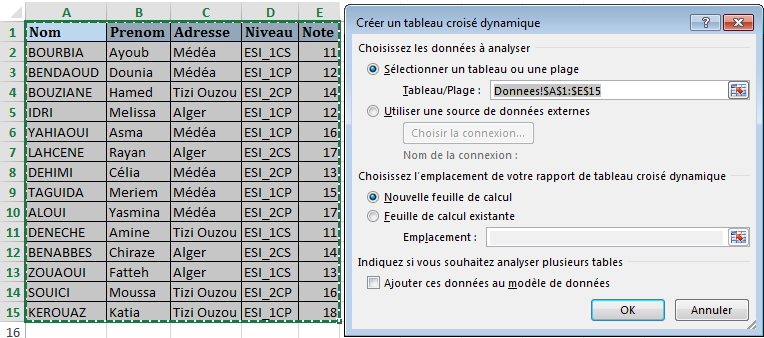 A B C D E
1 Nom Prenom Adresse Niveau Note
2 BOURBIA Ayoub Médéa ESI_1CS 11
3 BENDAOUD Dounia Médéa ESI_1CP 12
4 BOUZIANE Hamed Tizi Ouzou ESI_2CP 14
5 IDRI Melissa Alger ESI_1CP 12
6 YAHIAOUI Asma Médéa ESI_1CP 16
7 LAHCENE Rayan Alger ESI_2CS 17
8 DEHIMI Célia Médéa ESI_2CP 13
9 TAGUIDA Meriem Médéa ESI_1CP 15
10 ALOUI Yasmina Médéa ESI_2CP 17
11 DENECHE Amine Tizi Ouzou ESI_1CS 11
12 BENABBES Chiraze Alger ESI_2CS 14
13 ZOUAOUI Fatteh Alger ESI_1CS 13
14 SOUICI Moussa Tizi Ouzou ESI_2CP 16
15 KEROUAZ Katia Tizi Ouzou ESI_1CP 18
16
Créer un tableau croisé dynamique
Choisissez les données à analyser
Sélectionner un tableau ou une plage
Tableau/Plage : Donnees!$A$1:$E$15
Utiliser une source de données externes
Choisir la connexion...
Nom de la connexion :
Choisissez l'emplacement de votre rapport de tableau croisé dynamique
Nouvelle feuille de calcul
Feuille de calcul existante
Emplacement :
Indiquez si vous souhaitez analyser plusieurs tables
Ajouter ces données au modèle de données
OK Annuler